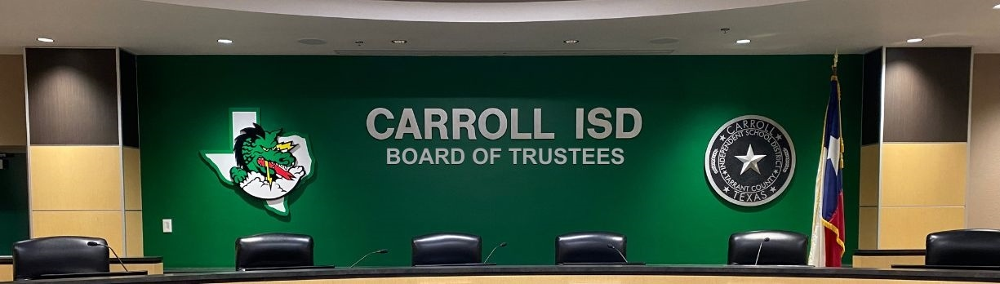 CARROLL ISD
BOARD OF TRUSTEES
CARROLL
INDEPENDENT SCHOOL DISTRICT
TARRANT COUNTY
TEXAS